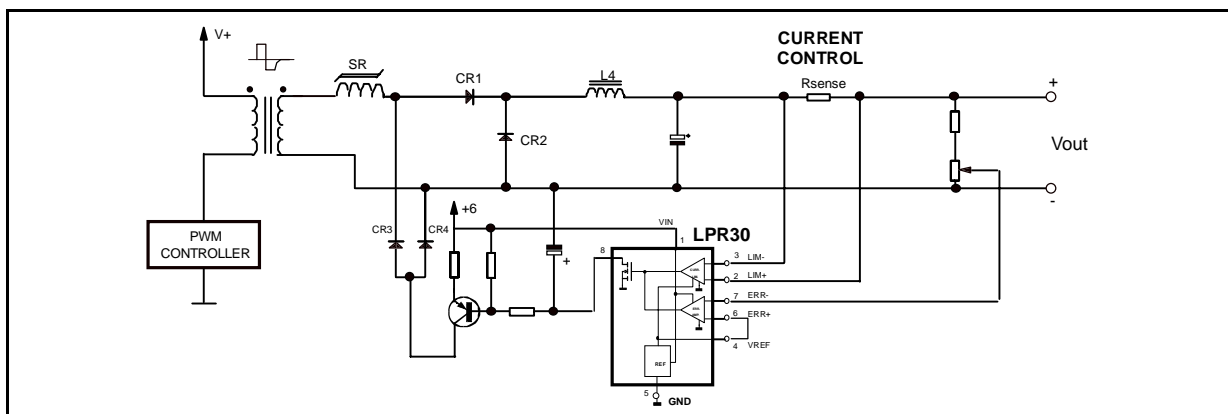 V+
SR
CR1
L4
CURRENT
CONTROL
Rsense
+
CR2
Vout
-
+6
CR3
CR4
PWM
CONTROLLER
VIN
1
LPR30
8
+
3 LIM-
2 LIM+
7 ERR-
6 ERR+
4 VREF
REF
5
GND